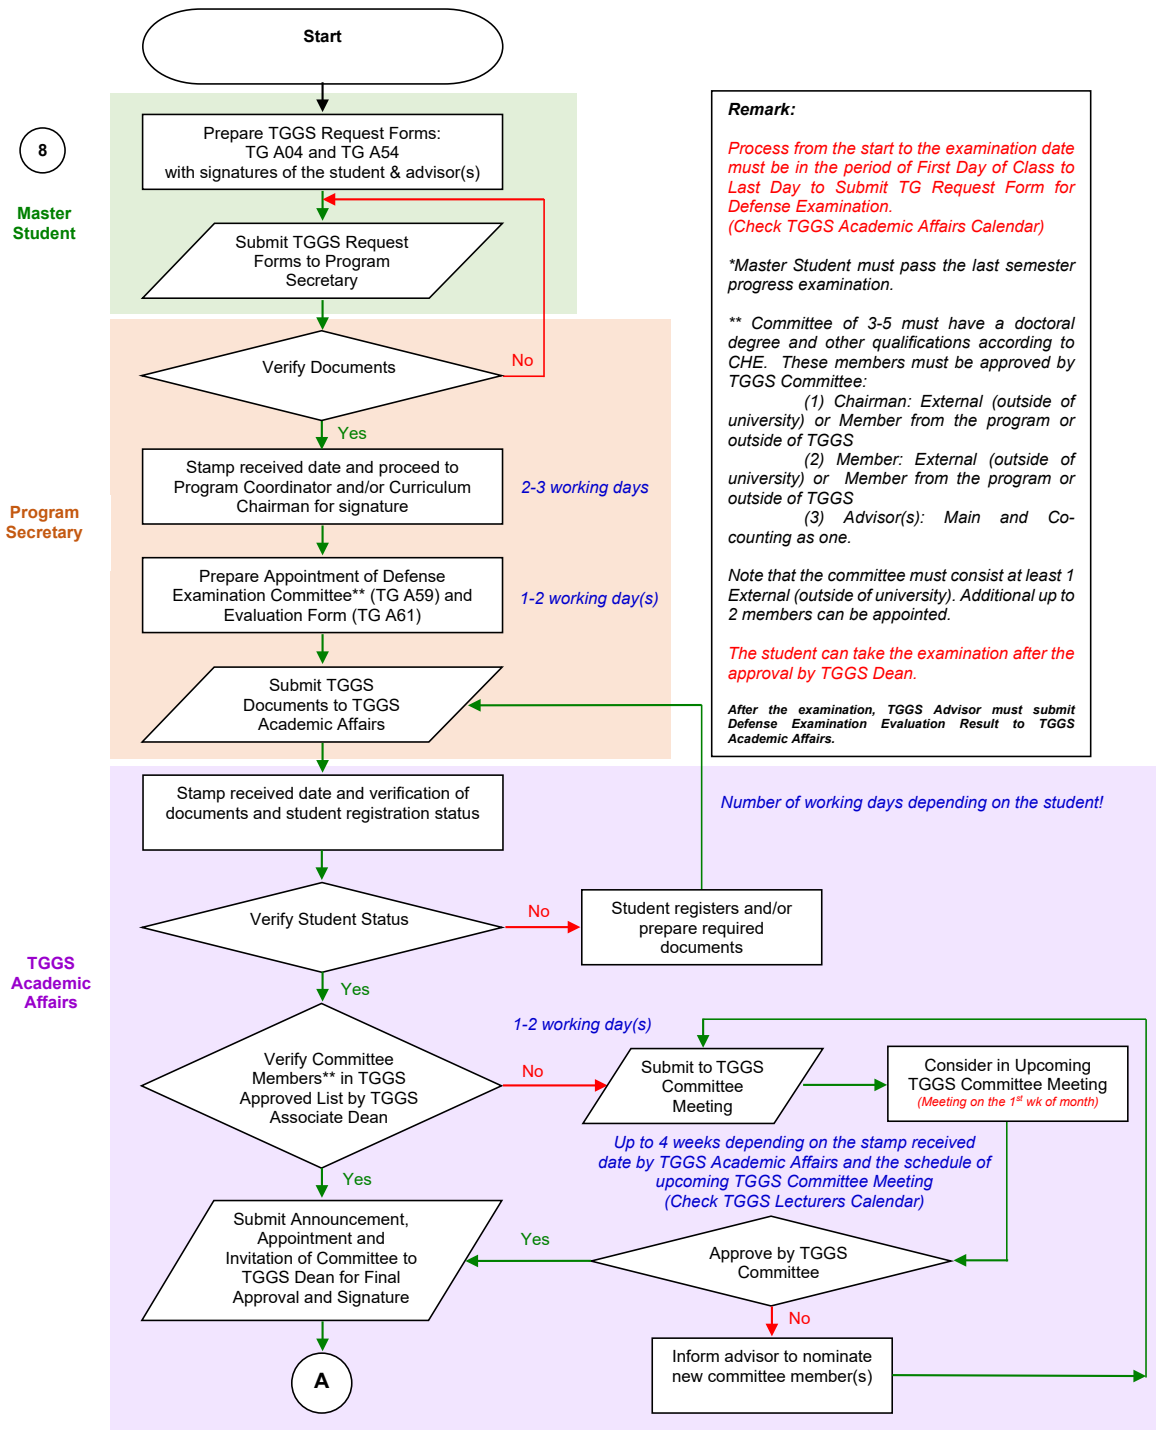 Start
8
Master
Student
Prepare TGGS Request Forms:
TG A04 and TG A54
with signatures of the student & advisor(s)
Submit TGGS Request
Forms to Program
Secretary
Verify Documents
No
Yes
Program
Secretary
Stamp received date and proceed to
Program Coordinator and/or Curriculum
Chairman for signature
2-3 working days
Prepare Appointment of Defense
Examination Committee** (TG A59) and
Evaluation Form (TG A61)
1-2 working day(s)
Submit TGGS
Documents to TGGS
Academic Affairs
Remark:
Process from the start to the examination date
must be in the period of First Day of Class to
Last Day to Submit TG Request Form for
Defense Examination.
(Check TGGS Academic Affairs Calendar)
*Master Student must pass the last semester
progress examination.
** Committee of 3-5 must have a doctoral
degree and other qualifications according to
CHE. These members must be approved by
TGGS Committee:
(1) Chairman: External (outside of
university) or Member from the program or
outside of TGGS
(2) Member: External (outside of
university) or Member from the program or
outside of TGGS
(3) Advisor(s): Main and Co-
counting as one.
Note that the committee must consist at least 1
External (outside of university). Additional up to
2 members can be appointed.
The student can take the examination after the
approval by TGGS Dean.
After the examination, TGGS Advisor must submit
Defense Examination Evaluation Result to TGGS
Academic Affairs.
TGGS
Academic
Affairs
Stamp received date and verification of
documents and student registration status
Number of working days depending on the student!
Verify Student Status
No
Student registers and/or
prepare required
documents
Yes
1-2 working day(s)
Verify Committee
Members** in TGGS
Approved List by TGGS
Associate Dean
No
Submit to TGGS
Committee
Meeting
Consider in Upcoming
TGGS Committee Meeting
(Meeting on the 1st wk of month)
Up to 4 weeks depending on the stamp received
date by TGGS Academic Affairs and the schedule of
upcoming TGGS Committee Meeting
(Check TGGS Lecturers Calendar)
Yes
Submit Announcement,
Appointment and
Invitation of Committee to
TGGS Dean for Final
Approval and Signature
Yes
Approve by TGGS
Committee
No
Inform advisor to nominate
new committee member(s)
A